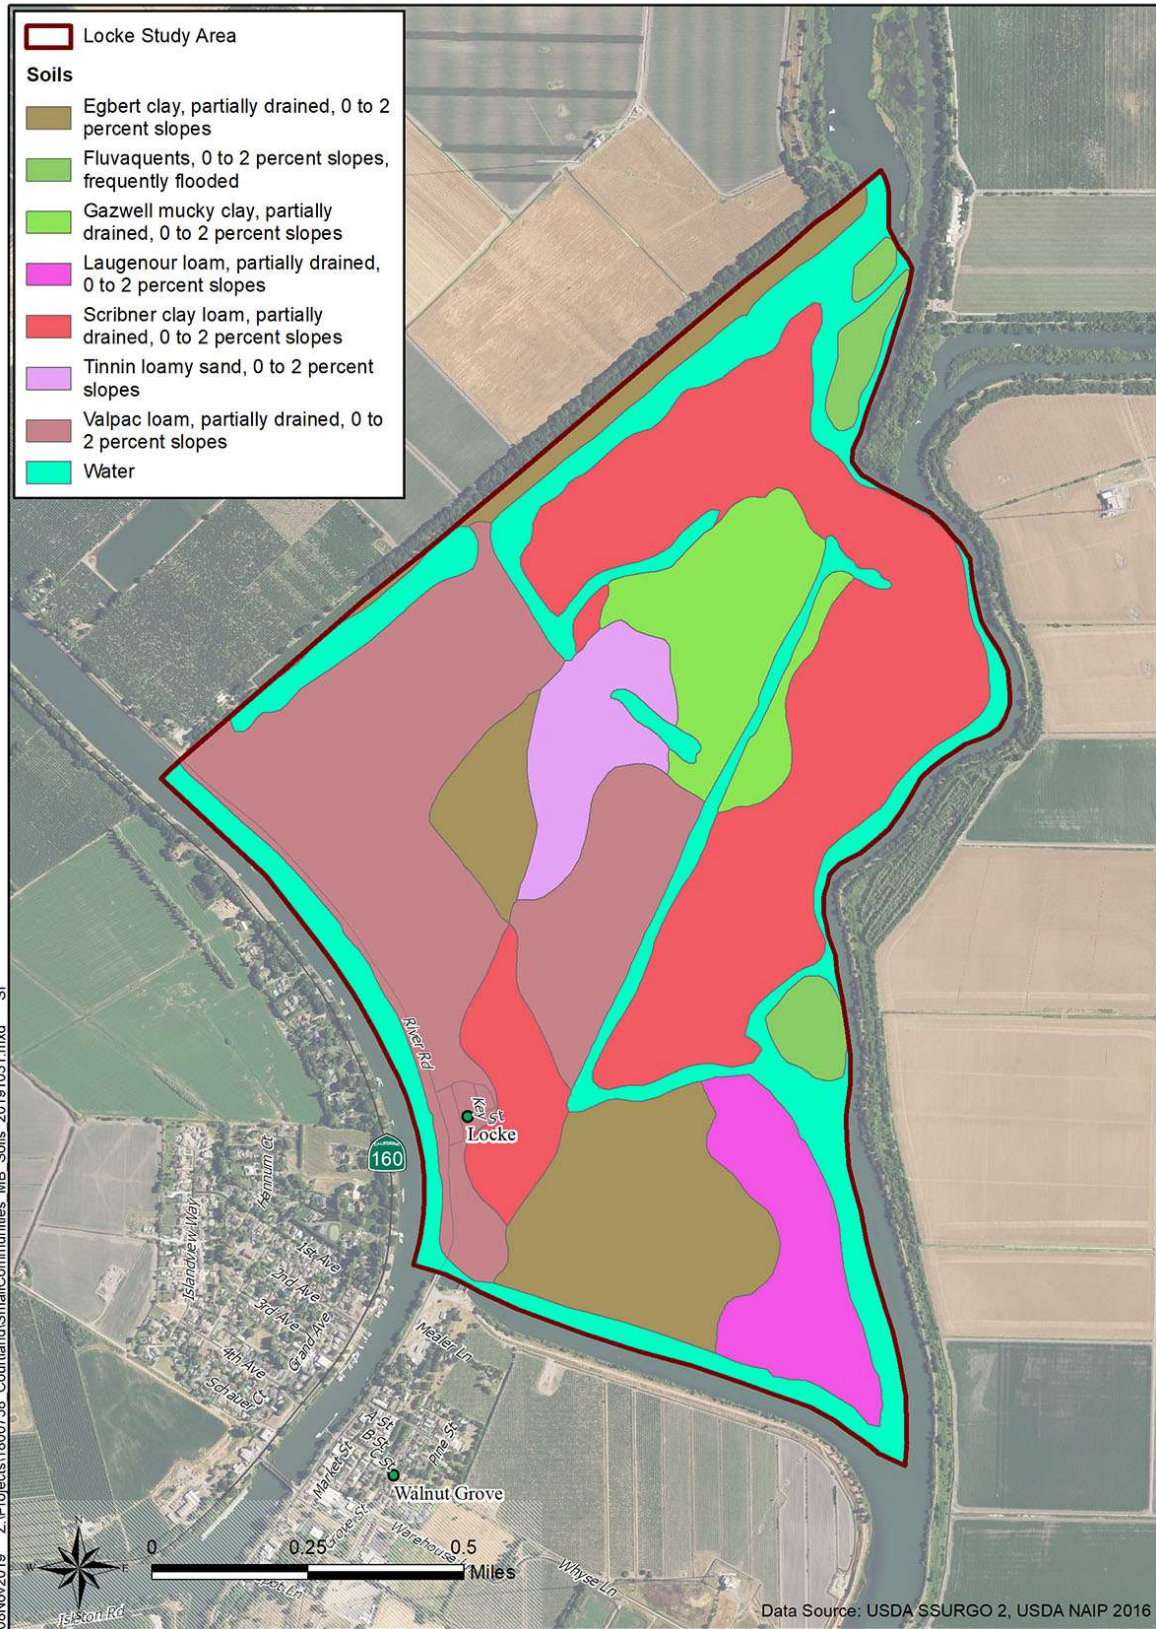 Locke Study Area
Soils
Egbert clay, partially drained, 0 to 2
percent slopes
Fluvaquents, 0 to 2 percent slopes,
frequently flooded
Gazwell mucky clay, partially
drained, 0 to 2 percent slopes
Laugenour loam, partially drained,
0 to 2 percent slopes
Scribner clay loam, partially
drained, 0 to 2 percent slopes
Tinnin loamy sand, 0 to 2 percent
slopes
Valpac loam, partially drained, 0 to
2 percent slopes
Water
River Rd
Key St
Locke
CALIFORNIA
160
Hannum Ct
Islandview Way
1st Ave
2nd Ave
3rd Ave
Grand Ave
4th Ave
Schauer Ct
Mealer Ln
A St
B St
C St
Pine St
Market St
Walnut Grove
Grove St
Whyse Ln
Isleton Rd
N
W
E
0
0.25
0.5
Miles
Data Source: USDA SSURGO 2, USDA NAIP 2016